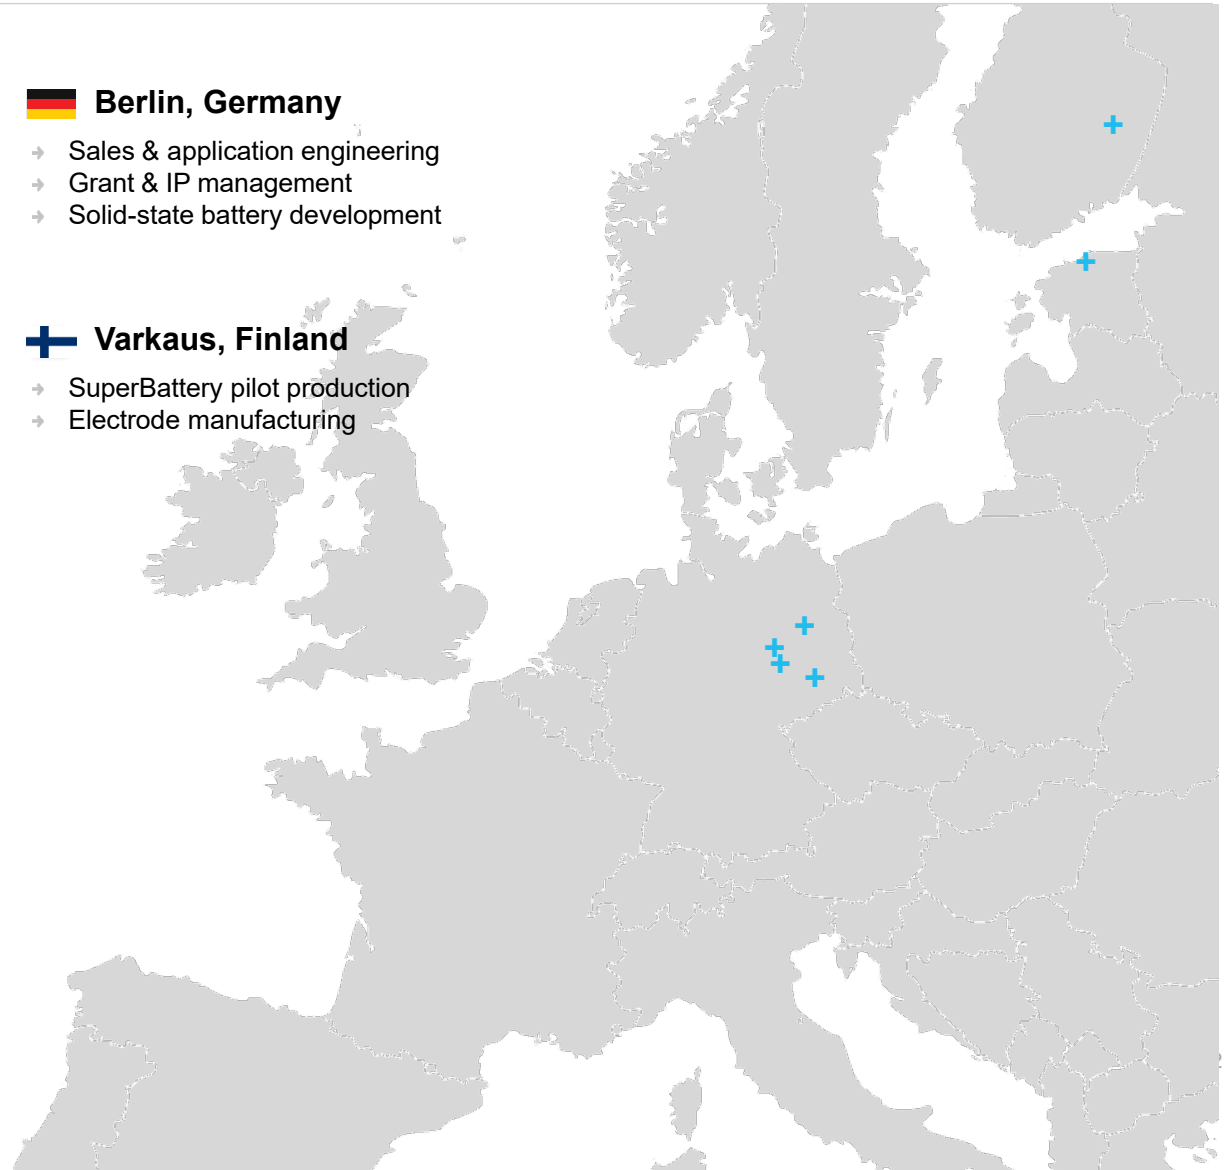 Berlin, Germany
Sales & application engineering
Grant & IP management
Solid-state battery development
Varkaus, Finland
SuperBattery pilot production
Electrode manufacturing